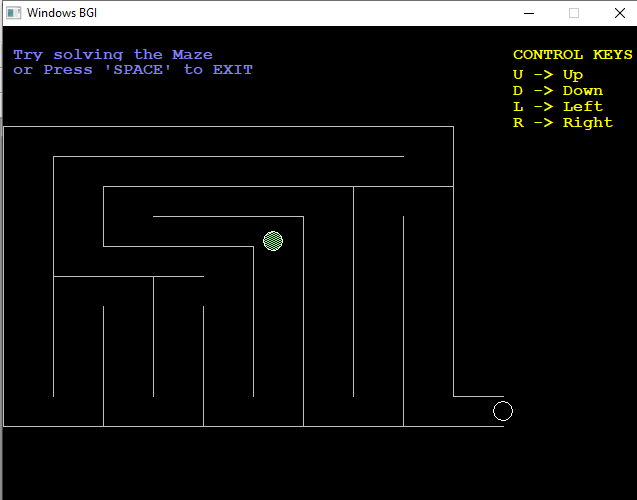 Windows BGI
Try solving the Maze
or Press 'SPACE' to EXIT
CONTROL KEYS
U -> Up
D -> Down
L -> Left
R -> Right